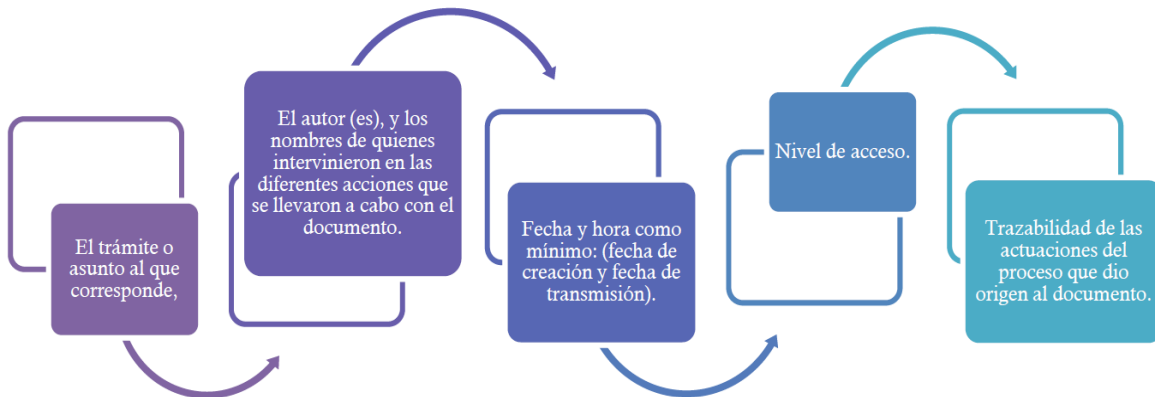 El trámite o
asunto al que
corresponde,
El autor (es), y los
nombres de quienes
intervinieron en las
diferentes acciones que
se llevaron a cabo con el
documento.
Fecha y hora como
mínimo: (fecha de
creación y fecha de
transmisión).
Nivel de acceso.
Trazabilidad de las
actuaciones del
proceso que dio
origen al documento.